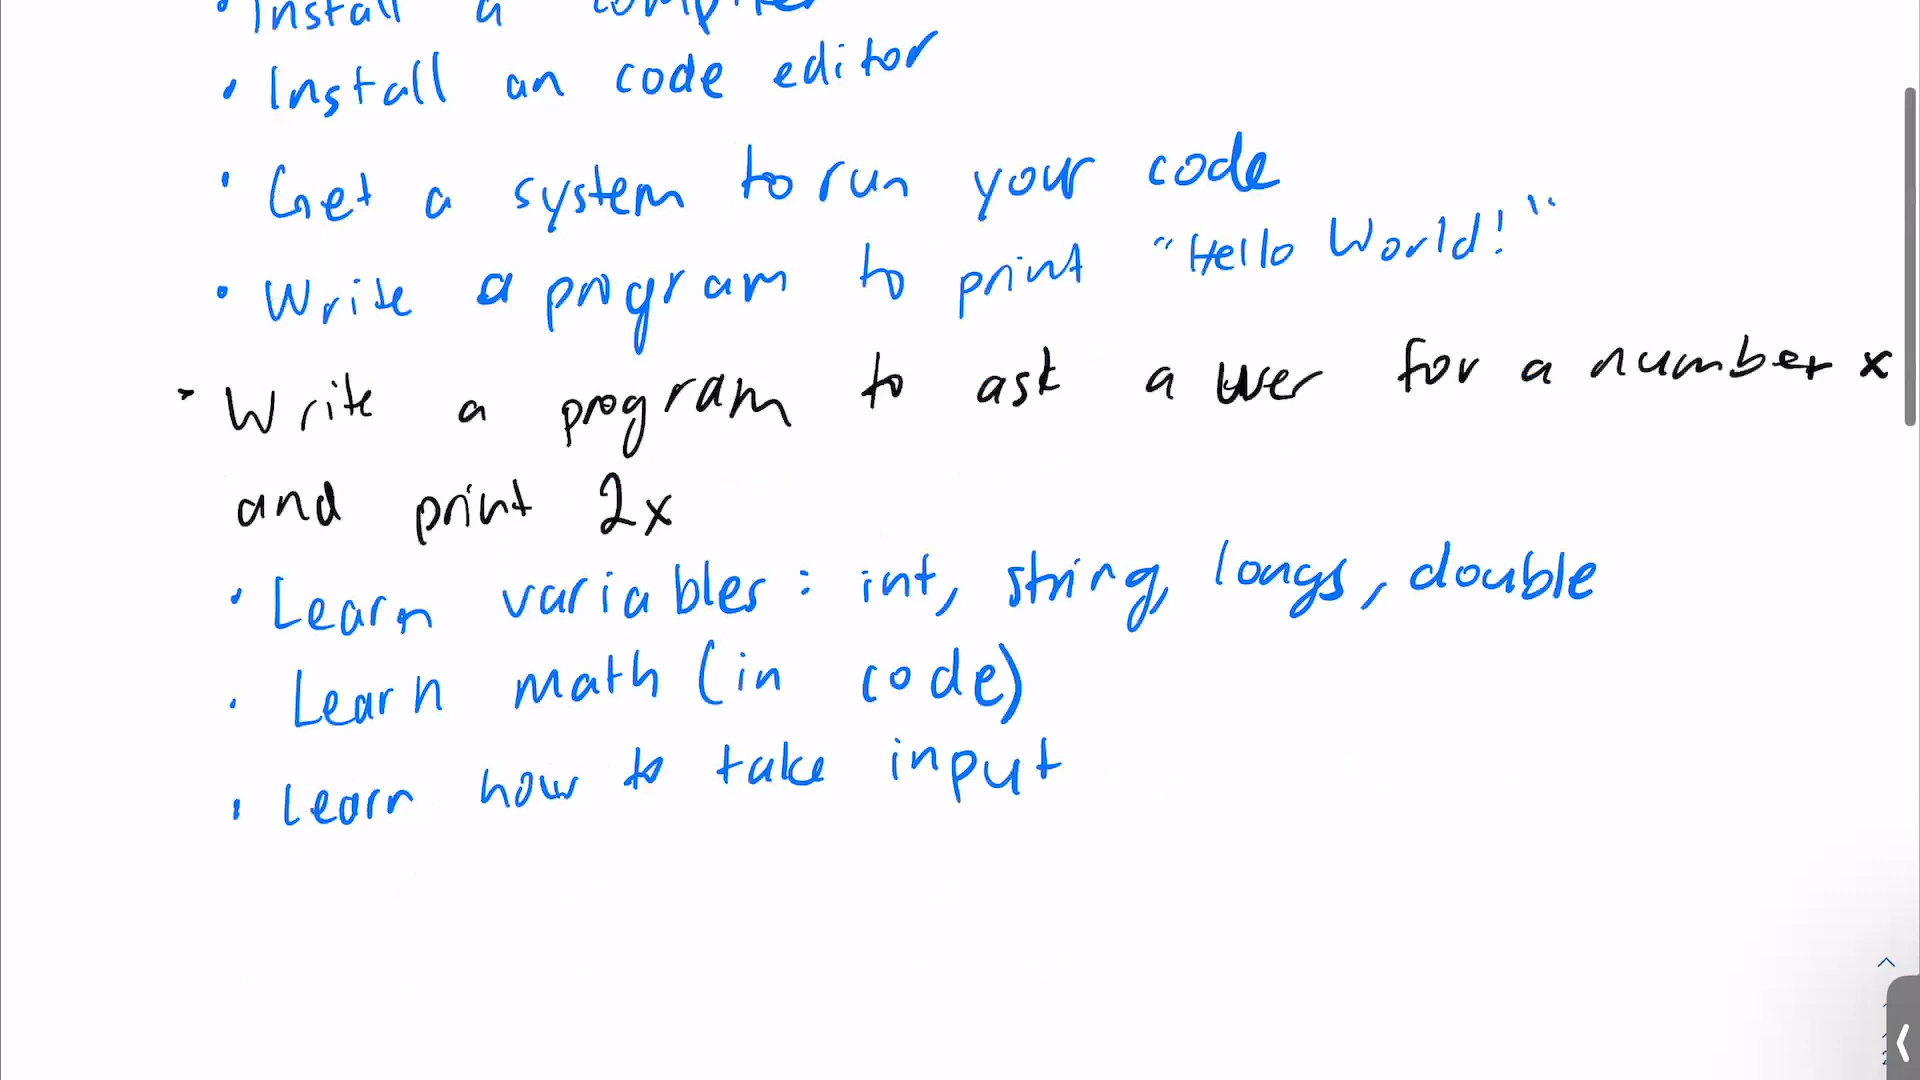 • Install a compiler
• Install an code editor
• Get a system to run your code
• Write a program to print "Hello World!"
• Write a program to ask a user for a number x
and print 2x
• Learn variables: int, string, longs, double
• Learn math (in code)
• Learn how to take input